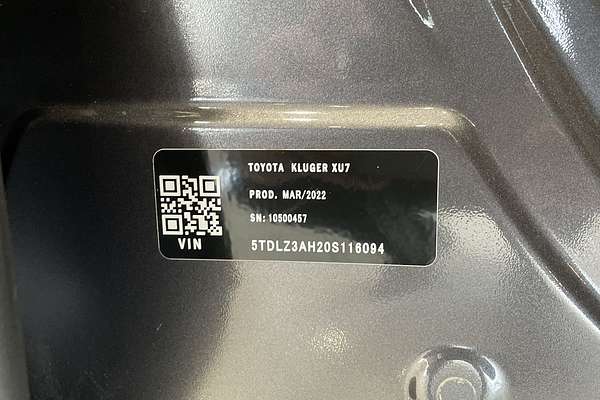 TOYOTA KLUGER XU7
PROD. MAR/2022
SN: 10500457
VIN
5TDLZ3AH20S116094